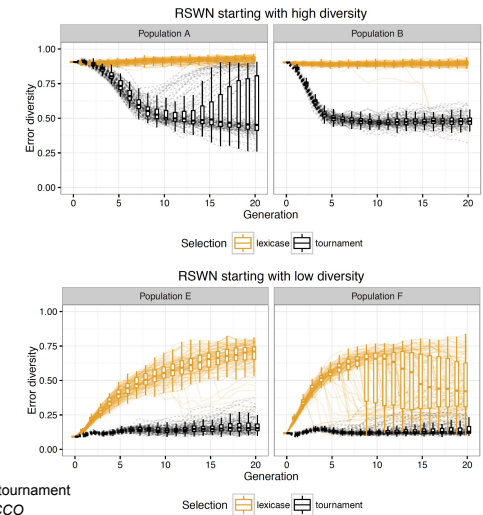 RSWN starting with high diversity
Population A
Population B
Error diversity
1.00
0.75
0.50
0.25
0.00
0 5 10 15 20 0 5 10 15 20
Generation
Selection lexicase tournament
RSWN starting with low diversity
Population E
Population F
Error diversity
1.00
0.75
0.50
0.25
0.00
0 5 10 15 20 0 5 10 15 20
Generation
tournament
CCO
Selection lexicase tournament